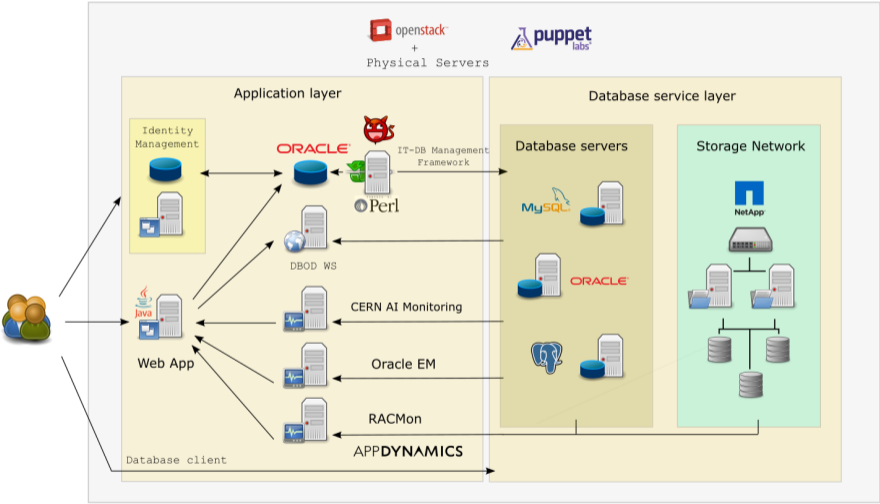 openstack
+
Physical Servers
puppet
labs
Application layer
Database service layer
Identity
Management
ORACLE
IT-DB Management
Framework
Perl
Database servers
Storage Network
MySQL
NetApp
DBOD WS
ORACLE
Java
CERN AI Monitoring
Web App
Oracle EM
RACMon
APPDYNAMICS
Database client